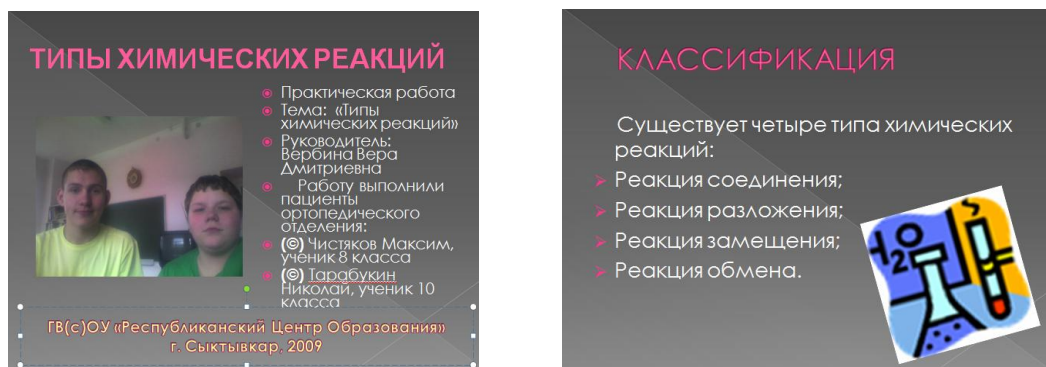 ТИПЫ ХИМИЧЕСКИХ РЕАКЦИЙ
Практическая работа
Тема: «Типы
химических реакций»
Руководитель:
Вербина Вера
Дмитриевна
Работу выполнили
пациенты
ортопедического
отделения:
(©) Чистяков Максим,
ученик 8 класса
(©) Тарабукин
Николай, ученик 10
класса
ГВ(с)ОУ «Республиканский Центр Образования»
г. Сыктывкар, 2009
КЛАССИФИКАЦИЯ
Существует четыре типа химических
реакций:
Реакция соединения;
Реакция разложения;
Реакция замещения;
Реакция обмена.
H2O